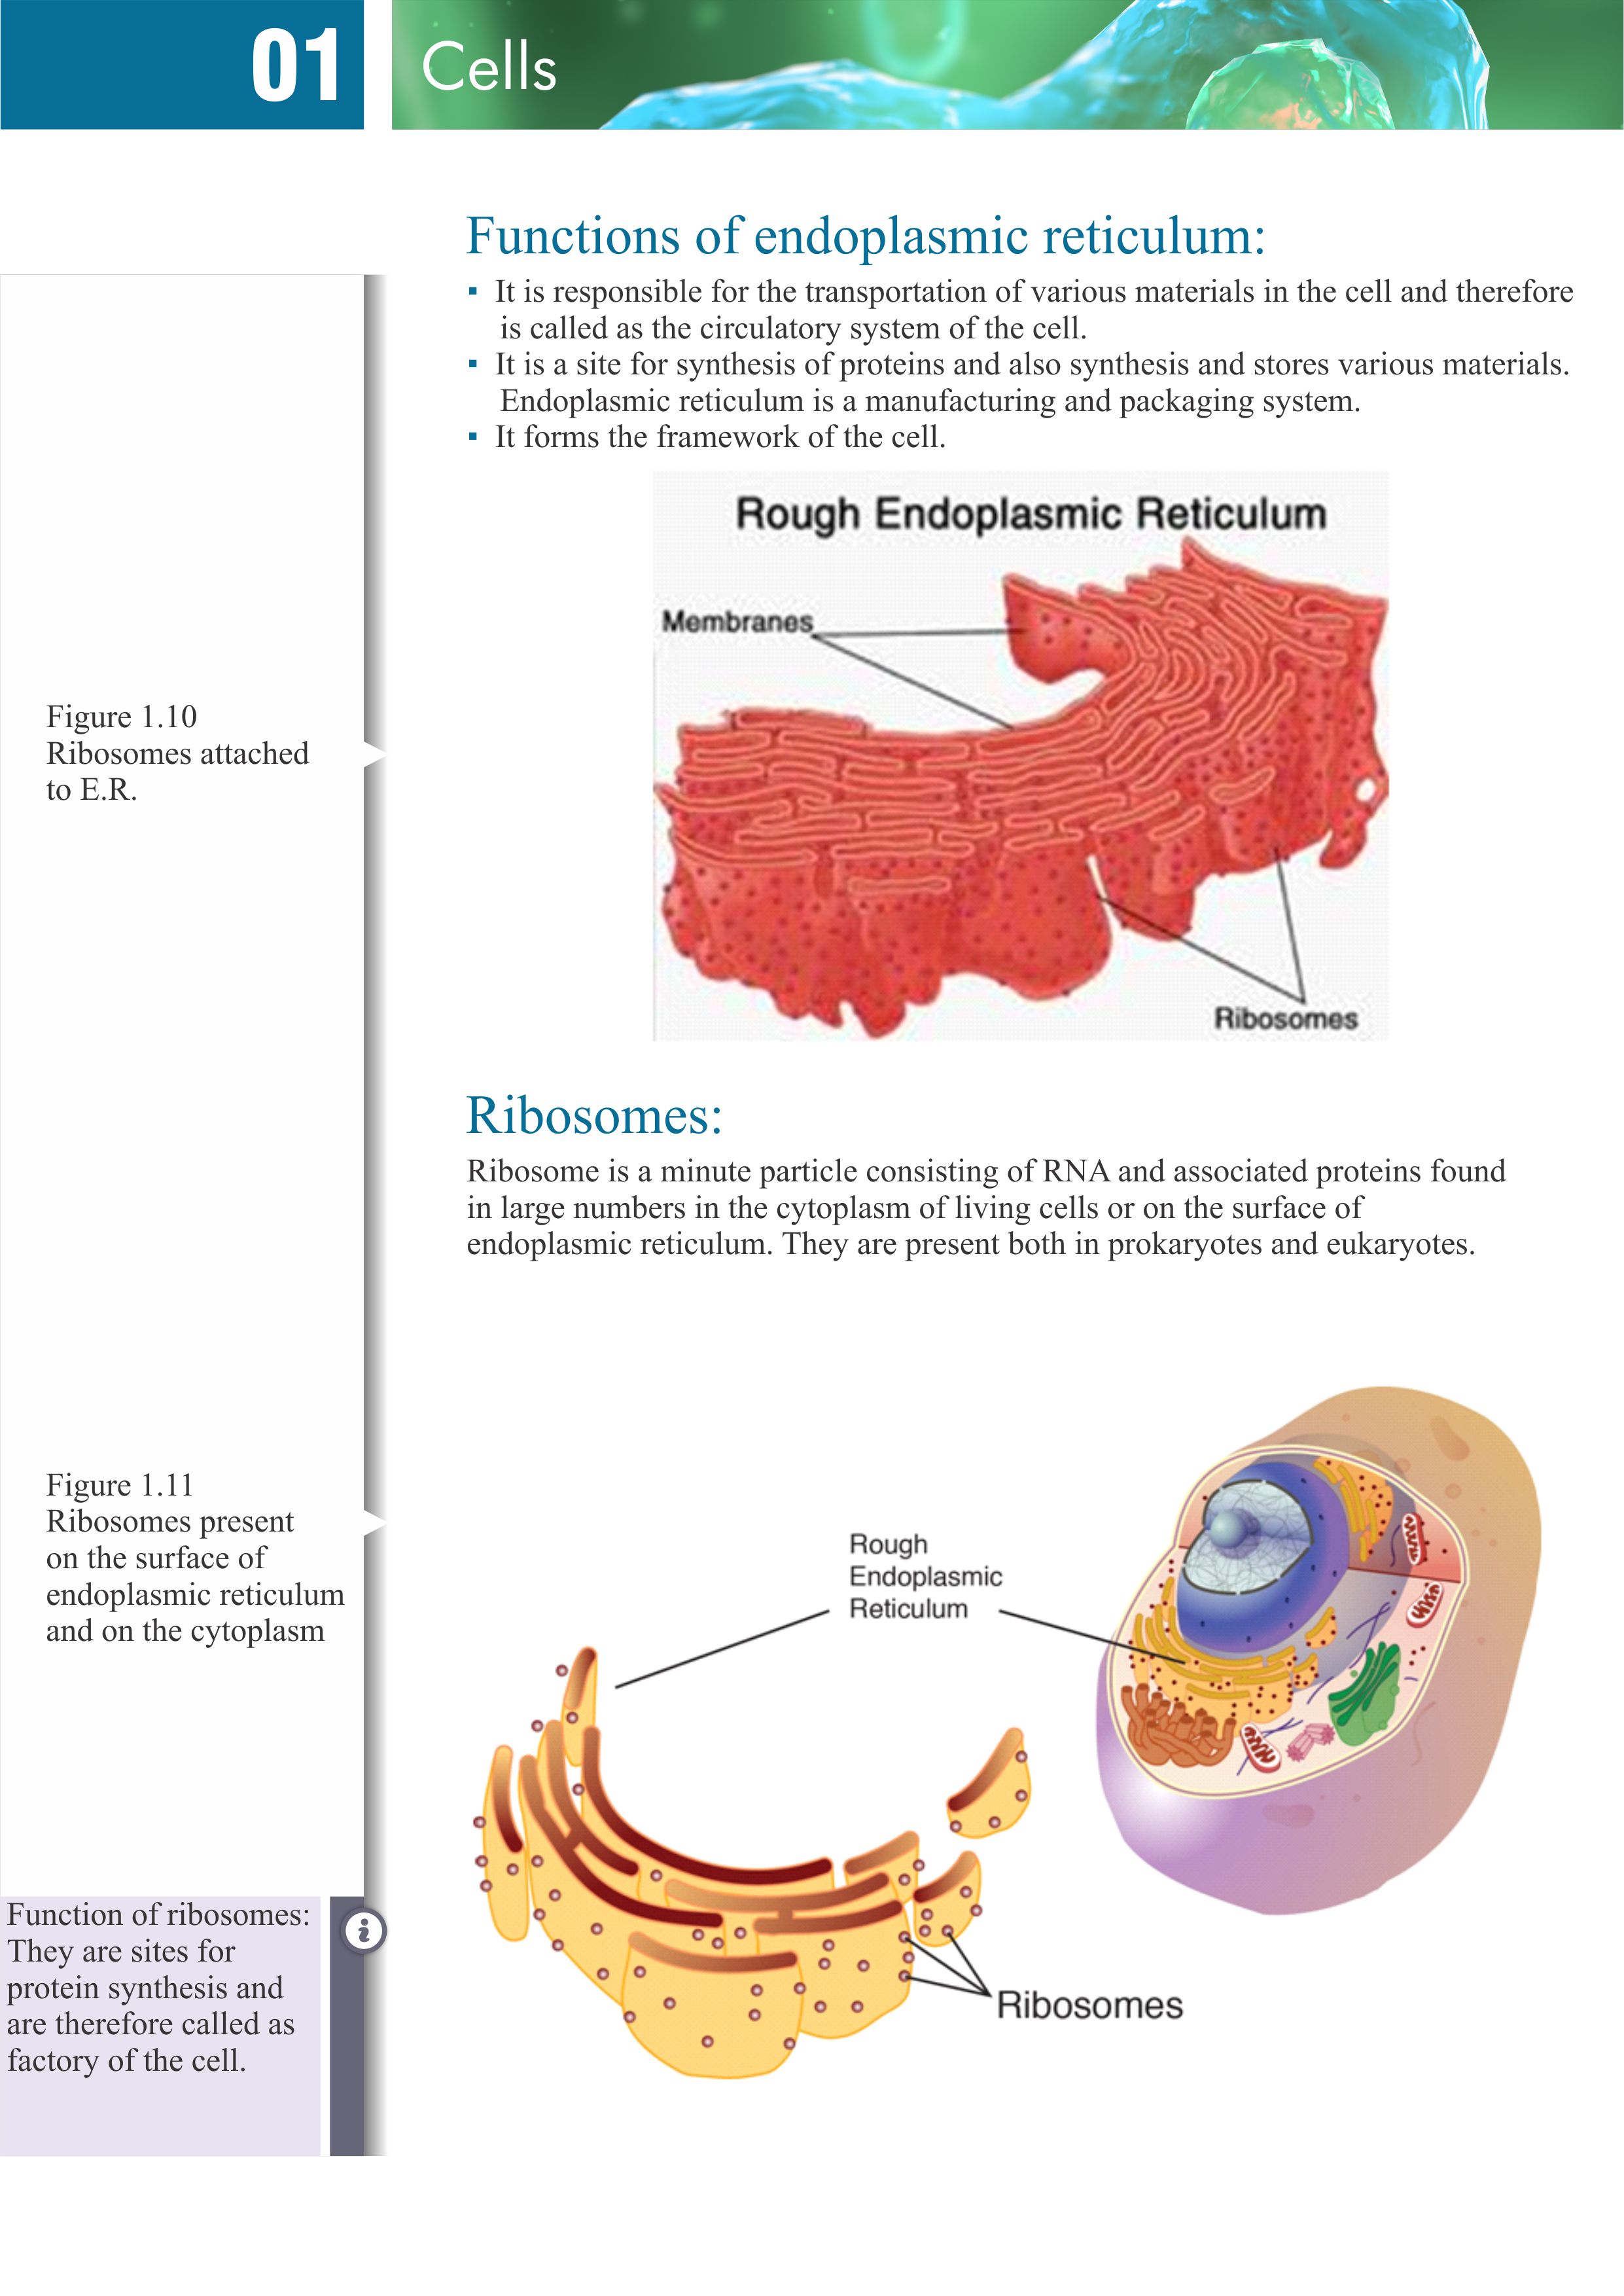 01
Cells
Functions of endoplasmic reticulum:
▪ It is responsible for the transportation of various materials in the cell and therefore
is called as the circulatory system of the cell.
▪ It is a site for synthesis of proteins and also synthesis and stores various materials.
Endoplasmic reticulum is a manufacturing and packaging system.
▪ It forms the framework of the cell.
Rough Endoplasmic Reticulum
Membranes
Ribosomes
Figure 1.10
Ribosomes attached
to E.R.
Ribosomes:
Ribosome is a minute particle consisting of RNA and associated proteins found
in large numbers in the cytoplasm of living cells or on the surface of
endoplasmic reticulum. They are present both in prokaryotes and eukaryotes.
Figure 1.11
Ribosomes present
on the surface of
endoplasmic reticulum
and on the cytoplasm
Rough
Endoplasmic
Reticulum
Ribosomes
Function of ribosomes:
They are sites for
protein synthesis and
are therefore called as
factory of the cell.